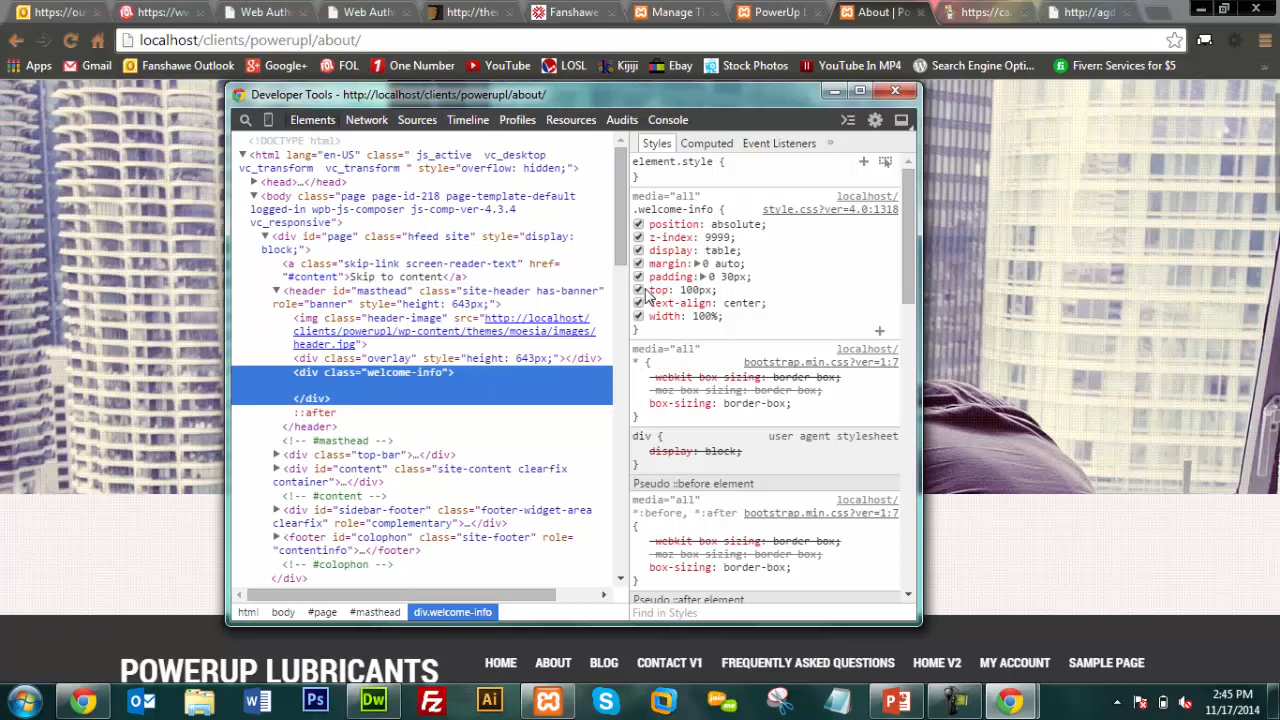 https://ou
https://ww
Web Auth
Web Auth
http://the
Fanshawe
Manage T
PowerUp L
About | Po
https://ca
http://agd
localhost/clients/powerupl/about/
Apps
Gmail
Fanshawe Outlook
Google+
FOL
One Number
YouTube
LOSL
Kijiji
Ebay
Stock Photos
YouTube In MP4
Search Engine Opti...
Fiverr: Services for $5
Developer Tools - http://localhost/clients/powerupl/about/
Elements
Network
Sources
Timeline
Profiles
Resources
Audits
Console
<!DOCTYPE html>
<html lang="en-US" class=" js_active  vc_desktop
vc_transform  vc_transform " style="overflow: hidden;">
<head>…</head>
<body class="page page-id-218 page-template-default
logged-in wpb-js-composer js-comp-ver-4.3.4
vc_responsive">
<div id="page" class="hfeed site" style="display:
block;">
<a class="skip-link screen-reader-text" href=
"#content">Skip to content</a>
<header id="masthead" class="site-header has-banner"
role="banner" style="height: 643px;">
<img class="header-image" src="http://localhost/
clients/powerupl/wp-content/themes/moesia/images/
header.jpg">
<div class="overlay" style="height: 643px;"></div>
<div class="welcome-info">
</div>
::after
</header>
<!-- #masthead -->
<div class="top-bar">…</div>
<div id="content" class="site-content clearfix
container">…</div>
<!-- #content -->
<div id="sidebar-footer" class="footer-widget-area
clearfix" role="complementary">…</div>
<footer id="colophon" class="site-footer" role=
"contentinfo">…</footer>
<!-- #colophon -->
</div>
html
body
#page
#masthead
div.welcome-info
Styles
Computed
Event Listeners
»
element.style {
}
media="all"
localhost/
.welcome-info {
style.css?ver=4.0:1318
position: absolute;
z-index: 9999;
display: table;
margin: 0 auto;
padding: 0 30px;
top: 100px;
text-align: center;
width: 100%;
}
media="all"
localhost/
* {
bootstrap.min.css?ver=1:7
-webkit-box-sizing: border-box;
-moz-box-sizing: border-box;
box-sizing: border-box;
}
div {
user agent stylesheet
display: block;
}
Pseudo ::before element
media="all"
localhost/
*:before, *:after
bootstrap.min.css?ver=1:7
{
-webkit-box-sizing: border-box;
-moz-box-sizing: border-box;
box-sizing: border-box;
}
Pseudo ::after element
Find in Styles
POWERUP LUBRICANTS
HOME
ABOUT
BLOG
CONTACT V1
FREQUENTLY ASKED QUESTIONS
HOME V2
MY ACCOUNT
SAMPLE PAGE
Ps
Dw
Fz
Ai
2:45 PM
11/17/2014